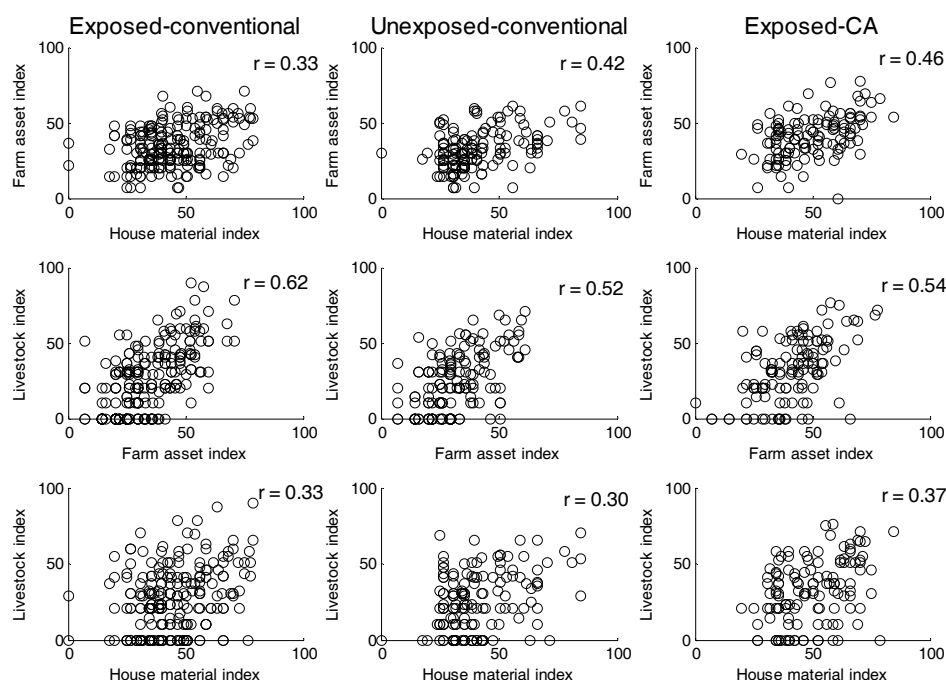 Exposed-conventional Unexposed-conventional Exposed-CA
r = 0.33 r = 0.42 r = 0.46
Farm asset index Farm asset index Farm asset index
100 100 100
50 50 50
0 0 0
0 50 100 0 50 100 0 50 100
House material index House material index House material index
r = 0.62 r = 0.52 r = 0.54
Livestock index Livestock index Livestock index
100 100 100
50 50 50
0 0 0
0 50 100 0 50 100 0 50 100
Farm asset index Farm asset index Farm asset index
r = 0.33 r = 0.30 r = 0.37
Livestock index Livestock index Livestock index
100 100 100
50 50 50
0 0 0
0 50 100 0 50 100 0 50 100
House material index House material index House material index